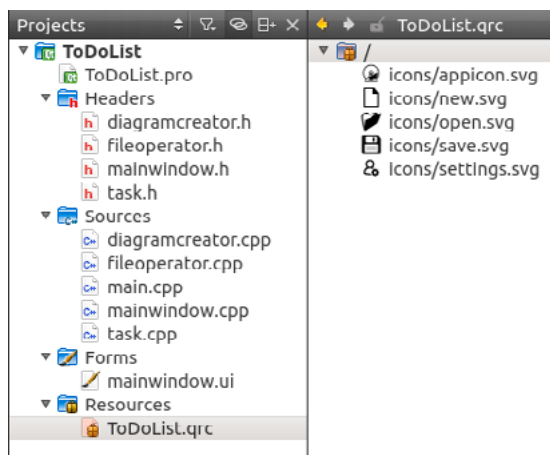 Projects
ToDoList
ToDoList.pro
Headers
diagramcreator.h
fileoperator.h
mainwindow.h
task.h
Sources
diagramcreator.cpp
fileoperator.cpp
main.cpp
mainwindow.cpp
task.cpp
Forms
mainwindow.ui
Resources
ToDoList.qrc
ToDoList.qrc
/
icons/appicon.svg
icons/new.svg
icons/open.svg
icons/save.svg
icons/settings.svg